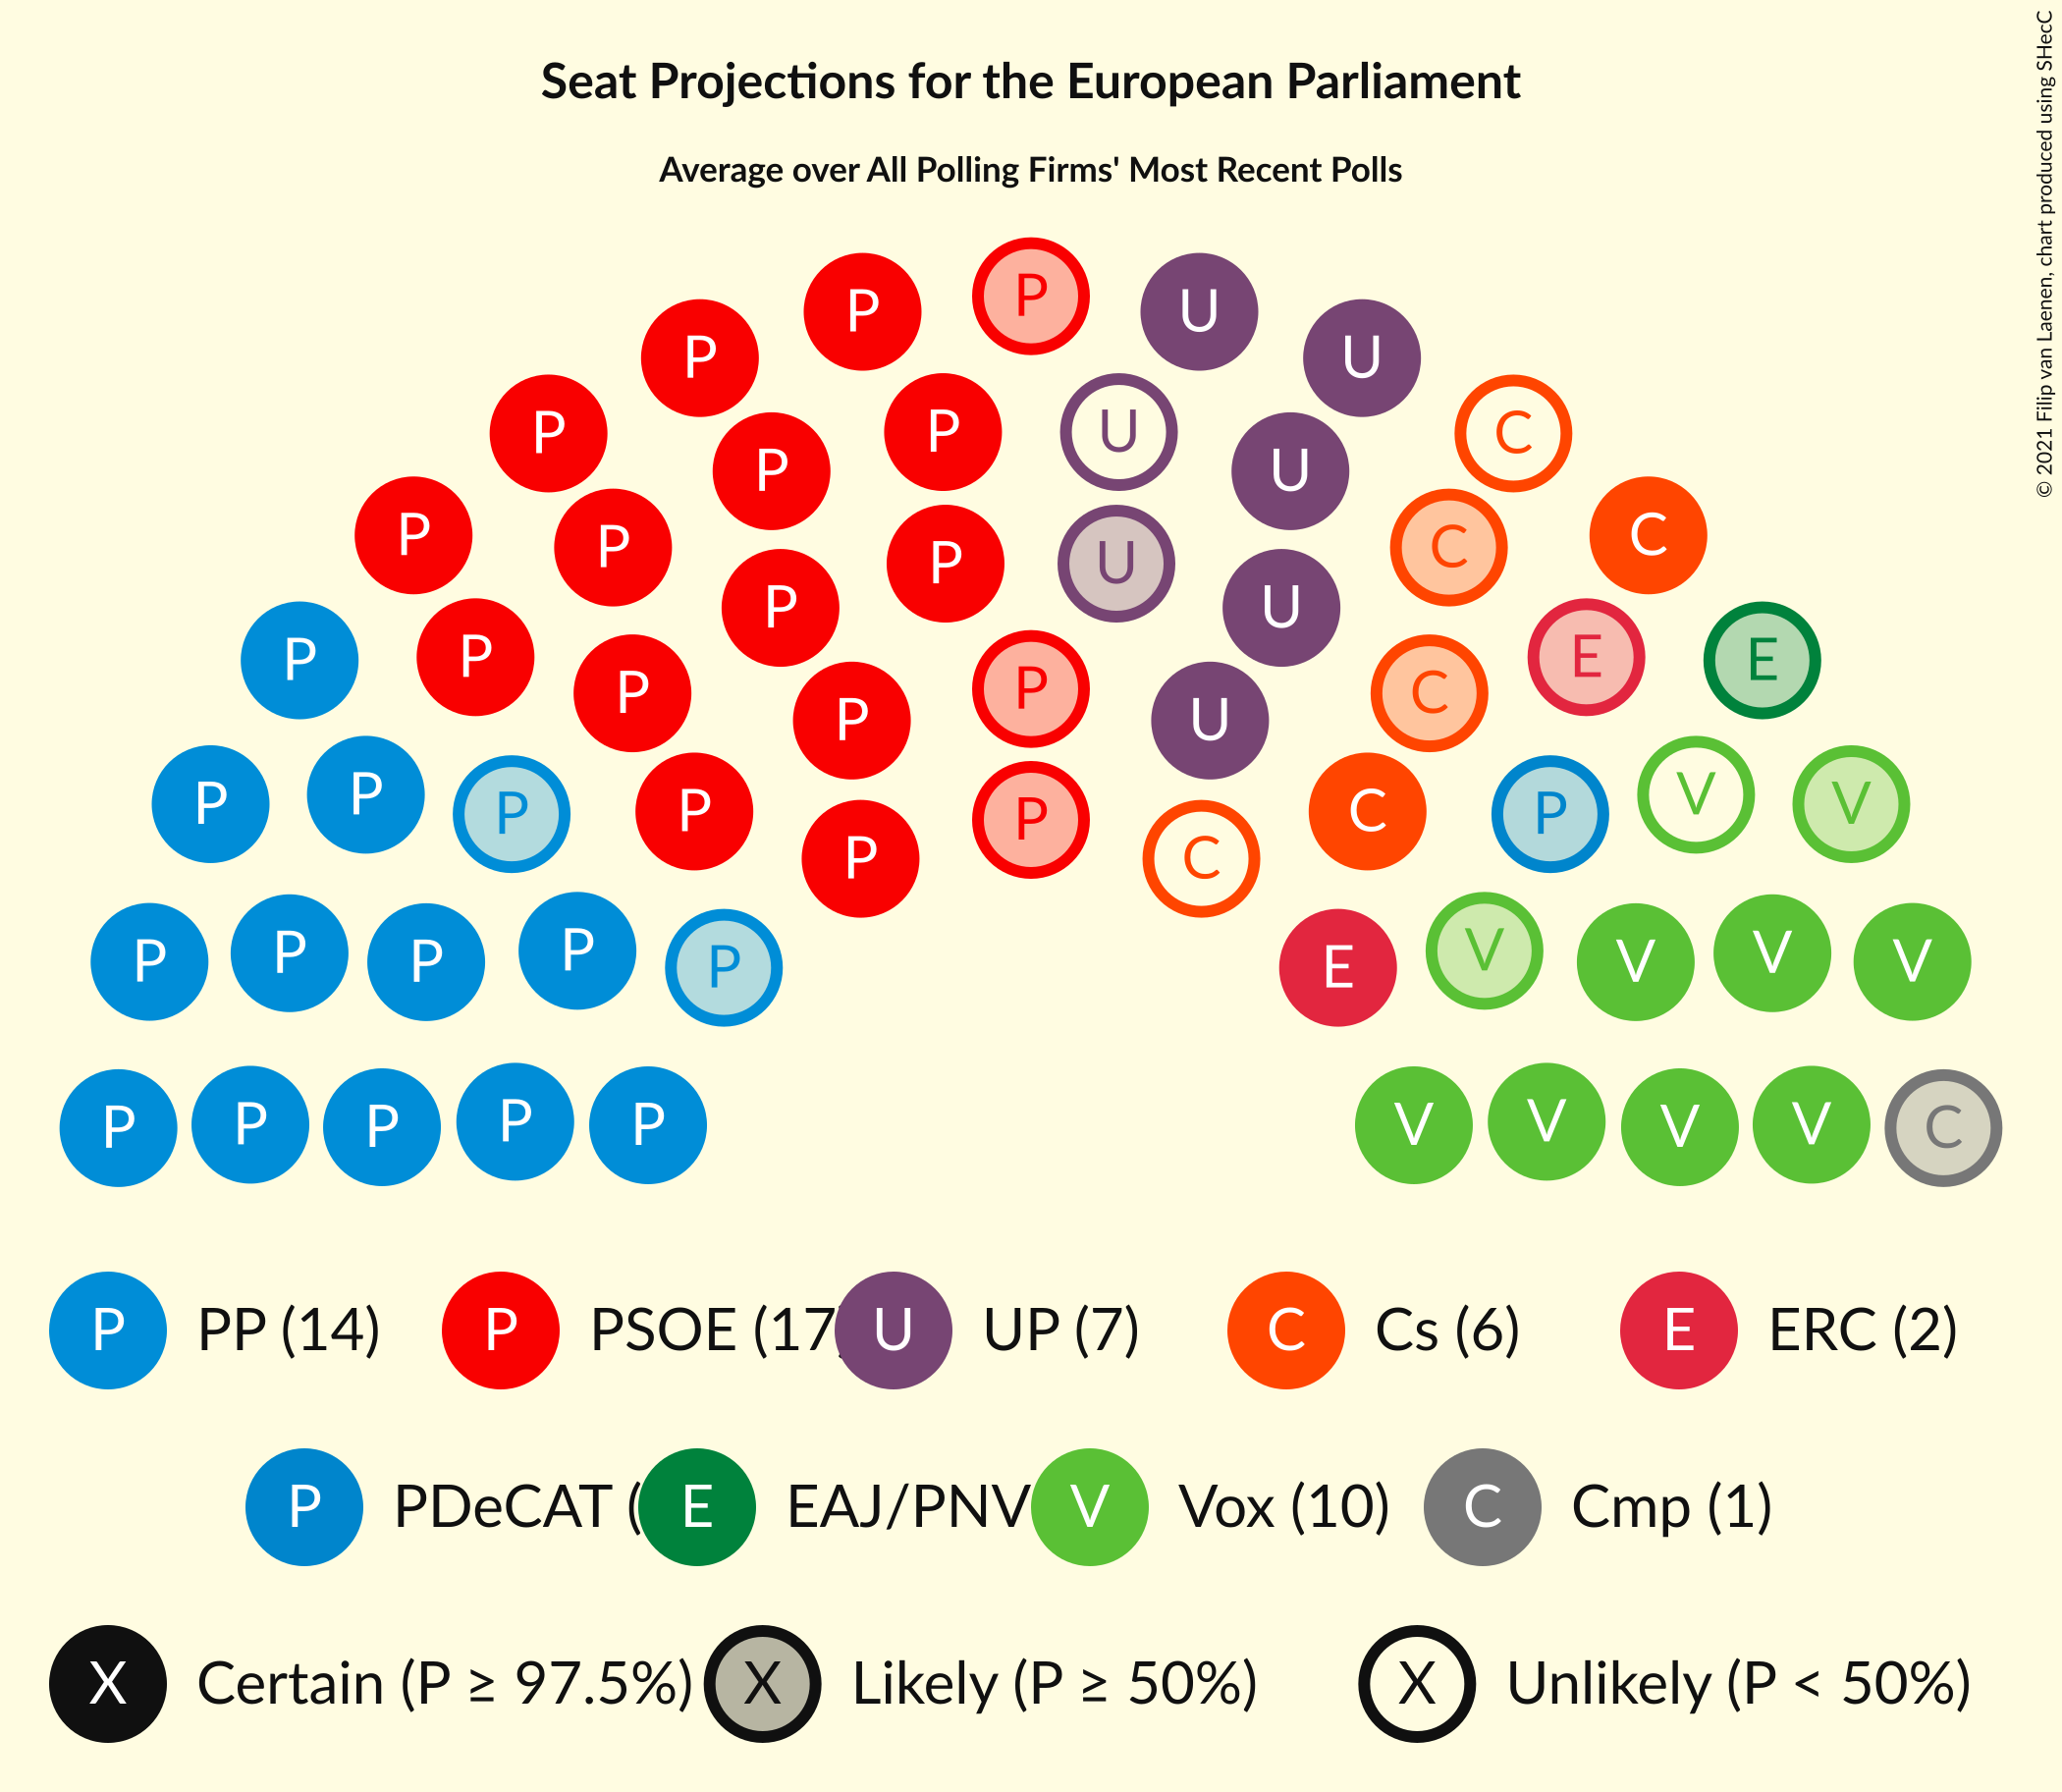 © 2021 Filip van Laenen, chart produced using SHecC
Seat Projections for the European Parliament
Average over All Polling Firms' Most Recent Polls
P P U
P U
P P U C
P U
P P P U C C
P U
P P P P C E E
P U
P P P P P C P V V
P C
P P P P P E V V V V
P P P P P V V V V C
P PP (14) P PSOE (17 U UP (7) C Cs (6) E ERC (2)
P PDeCAT ( E EAJ/PNV V Vox (10) C Cmp (1)
X Certain (P ≥ 97.5%) X Likely (P ≥ 50%) X Unlikely (P < 50%)